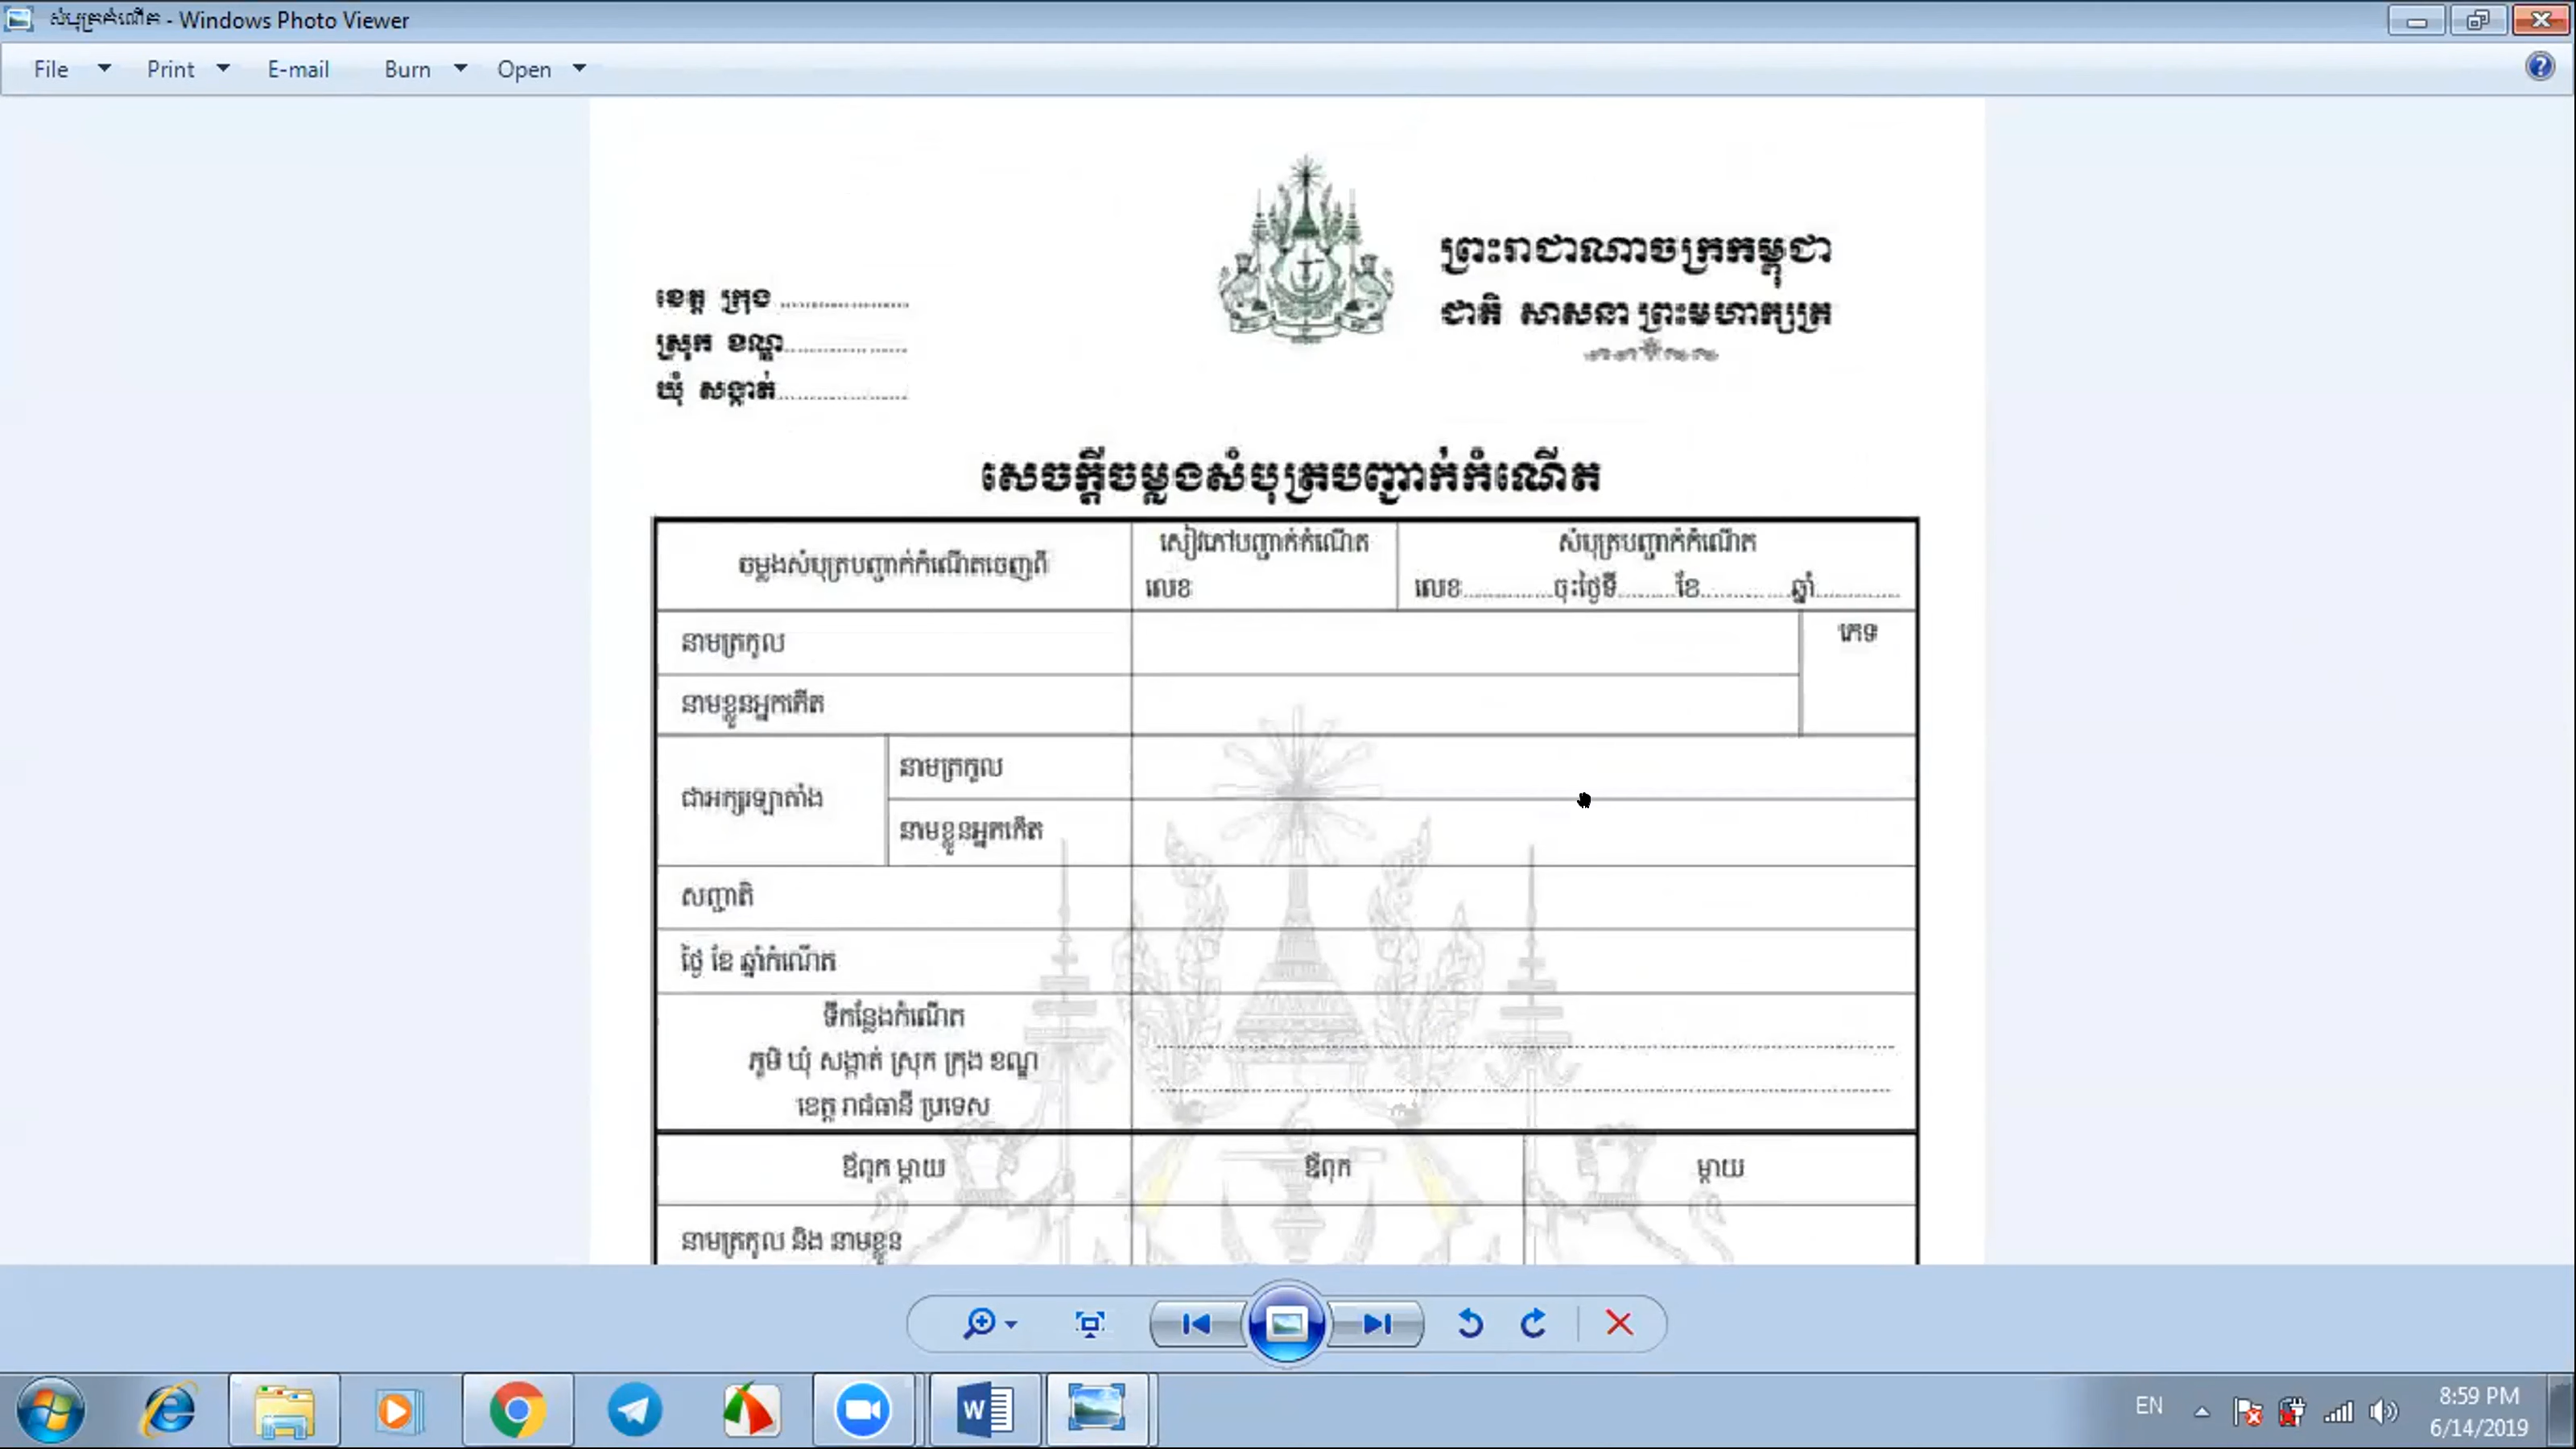 សំបុត្រកំណើត - Windows Photo Viewer
File Print E-mail Burn Open
ព្រះរាជាណាចក្រកម្ពុជា
ជាតិ សាសនា ព្រះមហាក្សត្រ
ខេត្ត ក្រុង ......................
ស្រុក ខណ្ឌ......................
ឃុំ សង្កាត់......................
សេចក្តីចម្លងសំបុត្របញ្ជាក់កំណើត
ចម្លងសំបុត្របញ្ជាក់កំណើតចេញពី
សៀវភៅបញ្ជាក់កំណើត
លេខ
សំបុត្របញ្ជាក់កំណើត
លេខ...............ចុះថ្ងៃទី..........ខែ...............ឆ្នាំ...............
នាមត្រកូល
ភេទ
នាមខ្លួនអ្នកកើត
ជាអក្សរឡាតាំង
នាមត្រកូល
នាមខ្លួនអ្នកកើត
សញ្ជាតិ
ថ្ងៃ ខែ ឆ្នាំកំណើត
ទីកន្លែងកំណើត
ភូមិ ឃុំ សង្កាត់ ស្រុក ក្រុង ខណ្ឌ
ខេត្ត រាជធានី ប្រទេស
ឪពុក ម្តាយ
ឪពុក
ម្តាយ
នាមត្រកូល និង នាមខ្លួន
EN
8:59 PM
6/14/2019